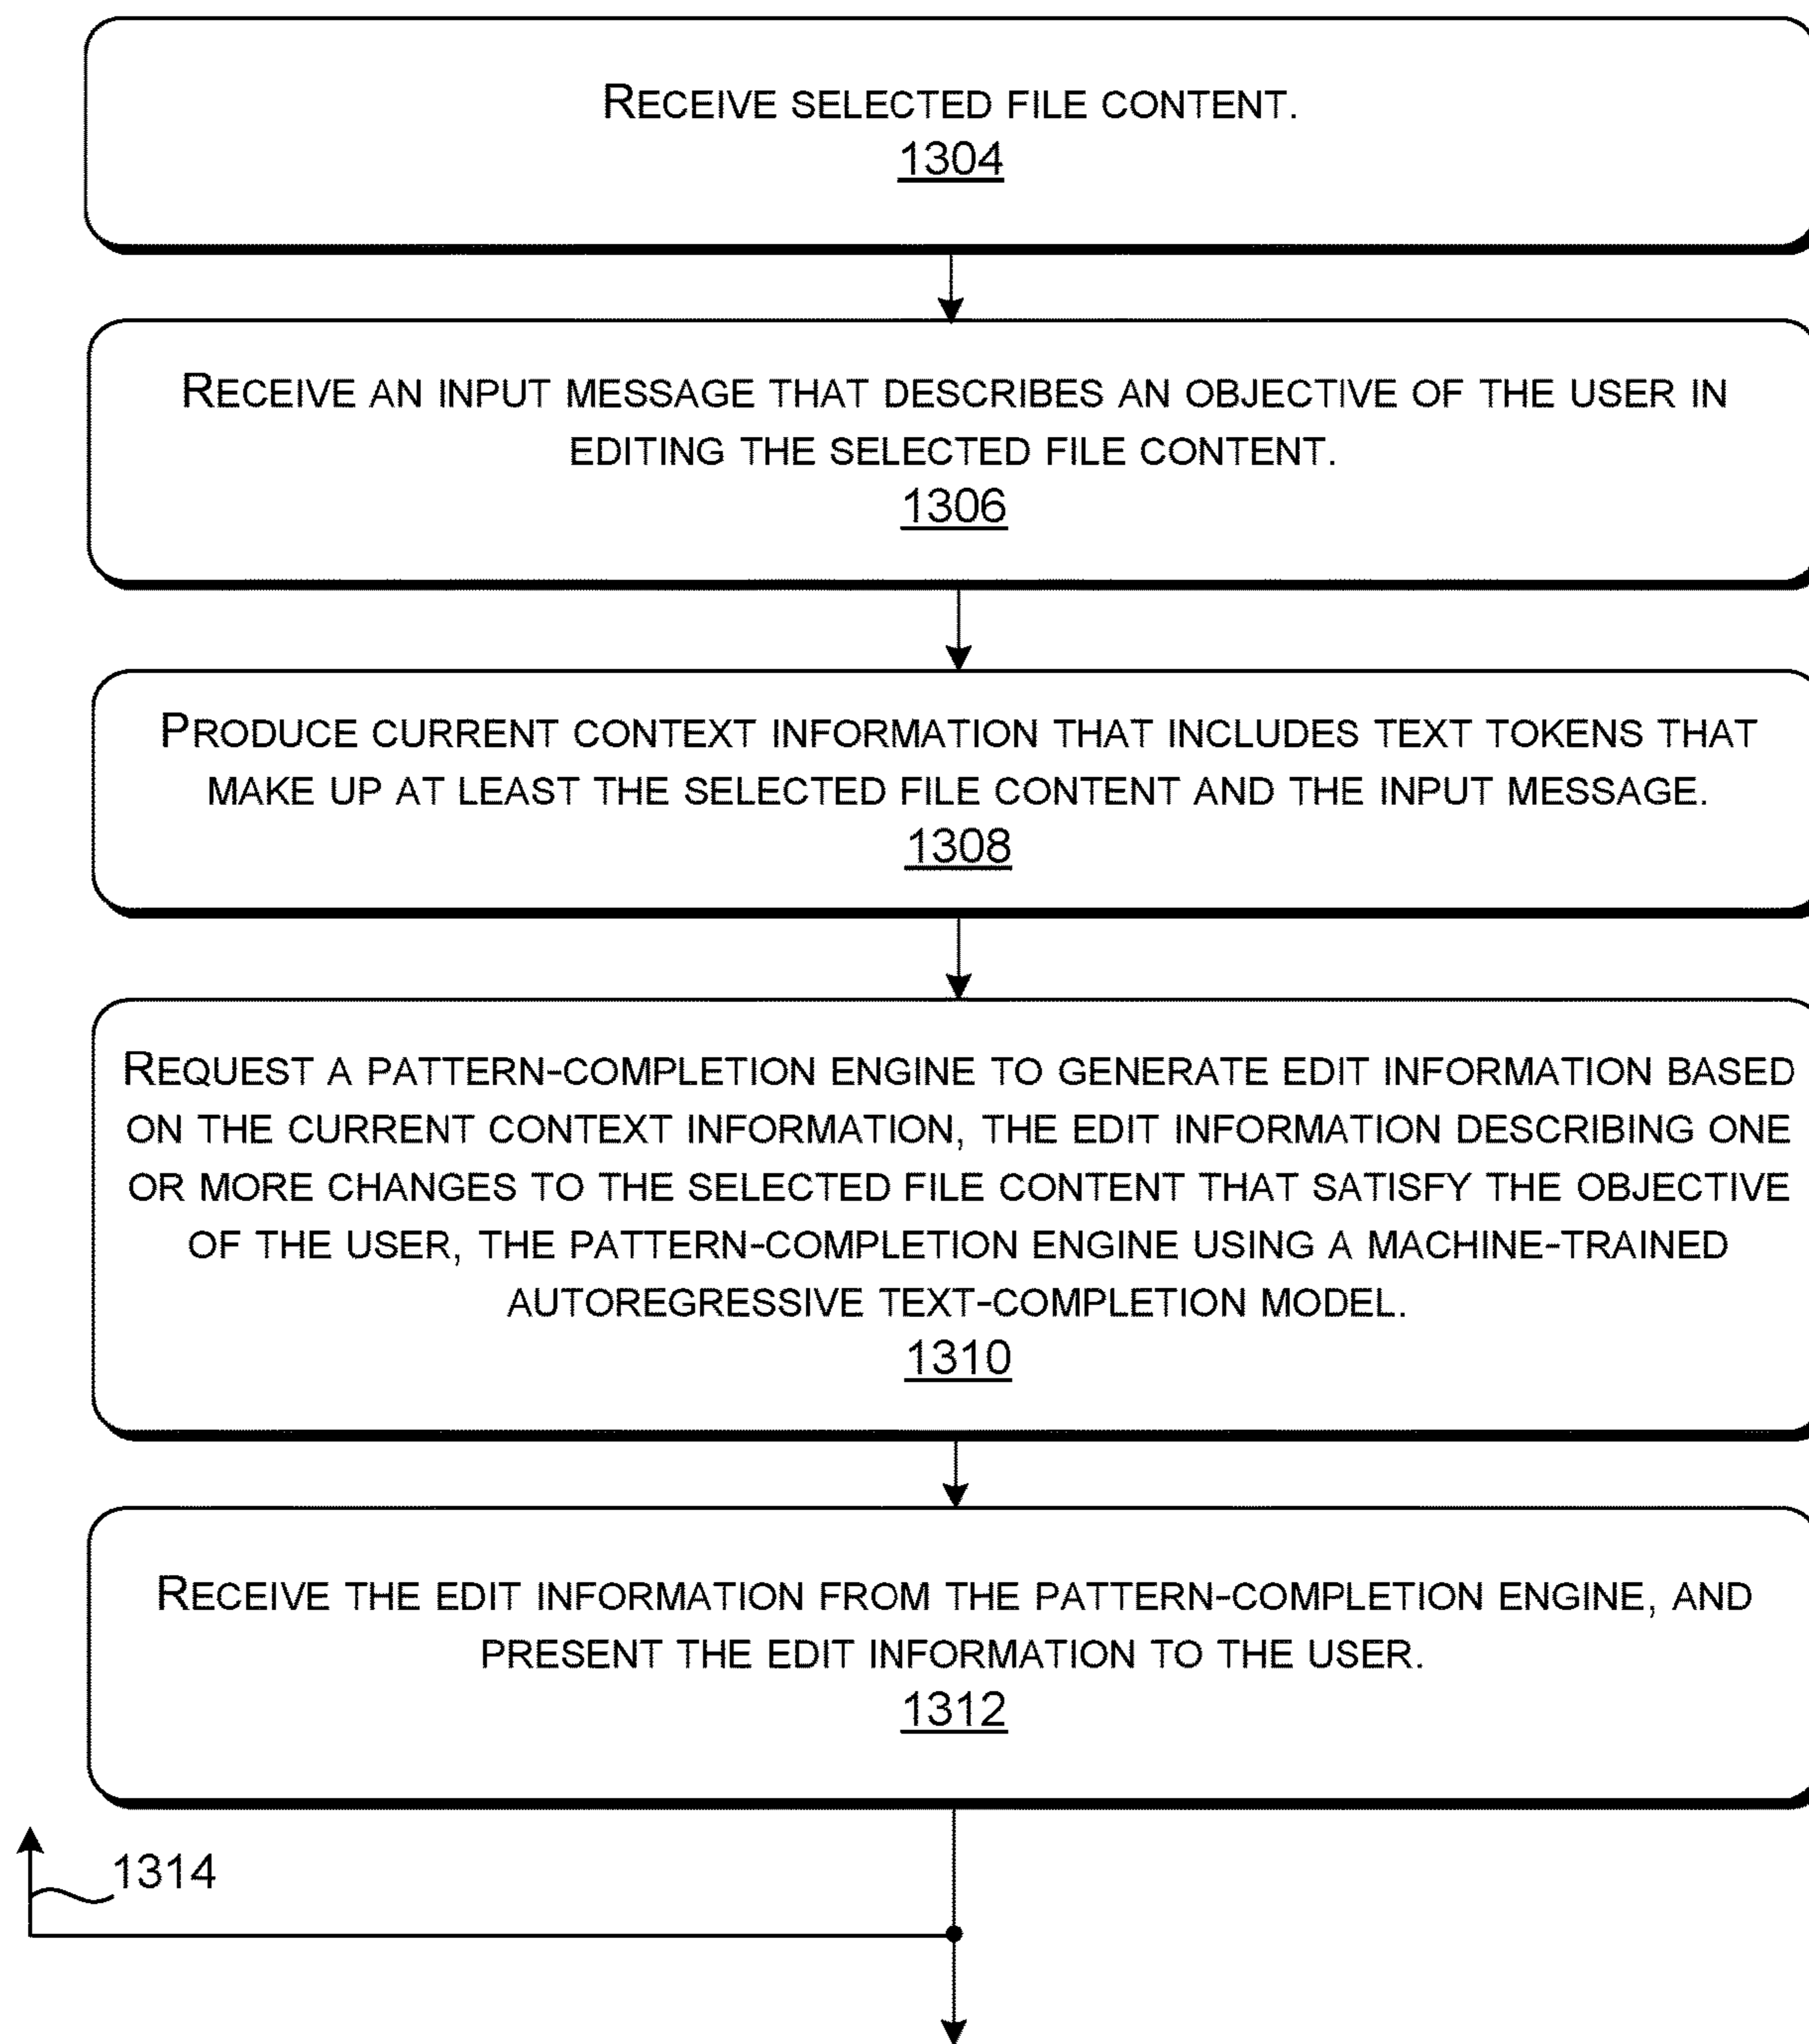 RECEIVE SELECTED FILE CONTENT.
1304
RECEIVE AN INPUT MESSAGE THAT DESCRIBES AN OBJECTIVE OF THE USER IN
EDITING THE SELECTED FILE CONTENT.
1306
PRODUCE CURRENT CONTEXT INFORMATION THAT INCLUDES TEXT TOKENS THAT
MAKE UP AT LEAST THE SELECTED FILE CONTENT AND THE INPUT MESSAGE.
1308
REQUEST A PATTERN-COMPLETION ENGINE TO GENERATE EDIT INFORMATION BASED
ON THE CURRENT CONTEXT INFORMATION, THE EDIT INFORMATION DESCRIBING ONE
OR MORE CHANGES TO THE SELECTED FILE CONTENT THAT SATISFY THE OBJECTIVE
OF THE USER, THE PATTERN-COMPLETION ENGINE USING A MACHINE-TRAINED
AUTOREGRESSIVE TEXT-COMPLETION MODEL.
1310
RECEIVE THE EDIT INFORMATION FROM THE PATTERN-COMPLETION ENGINE, AND
PRESENT THE EDIT INFORMATION TO THE USER.
1312
1314